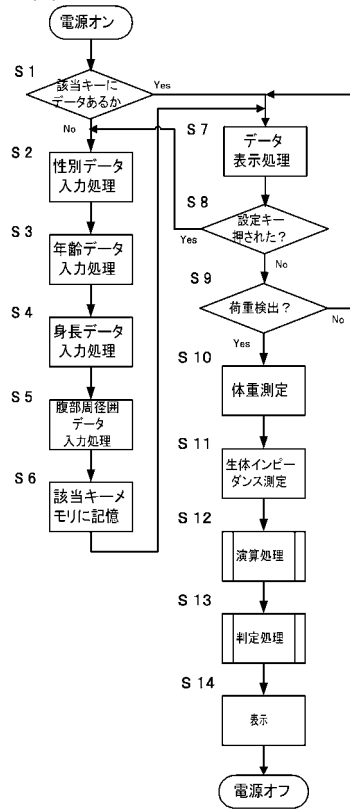 電源オン
S 1
該当キーに
データあるか
Yes
No
S 2
性別データ
入力処理
S 3
年齢データ
入力処理
S 4
身長データ
入力処理
S 5
腹部周径囲
データ
入力処理
S 6
該当キーメ
モリに記憶
S 7
データ
表示処理
S 8
設定キー
押された?
Yes
No
S 9
荷重検出?
No
Yes
S 10
体重測定
S 11
生体インピー
ダンス測定
S 12
演算処理
S 13
判定処理
S 14
表示
電源オフ